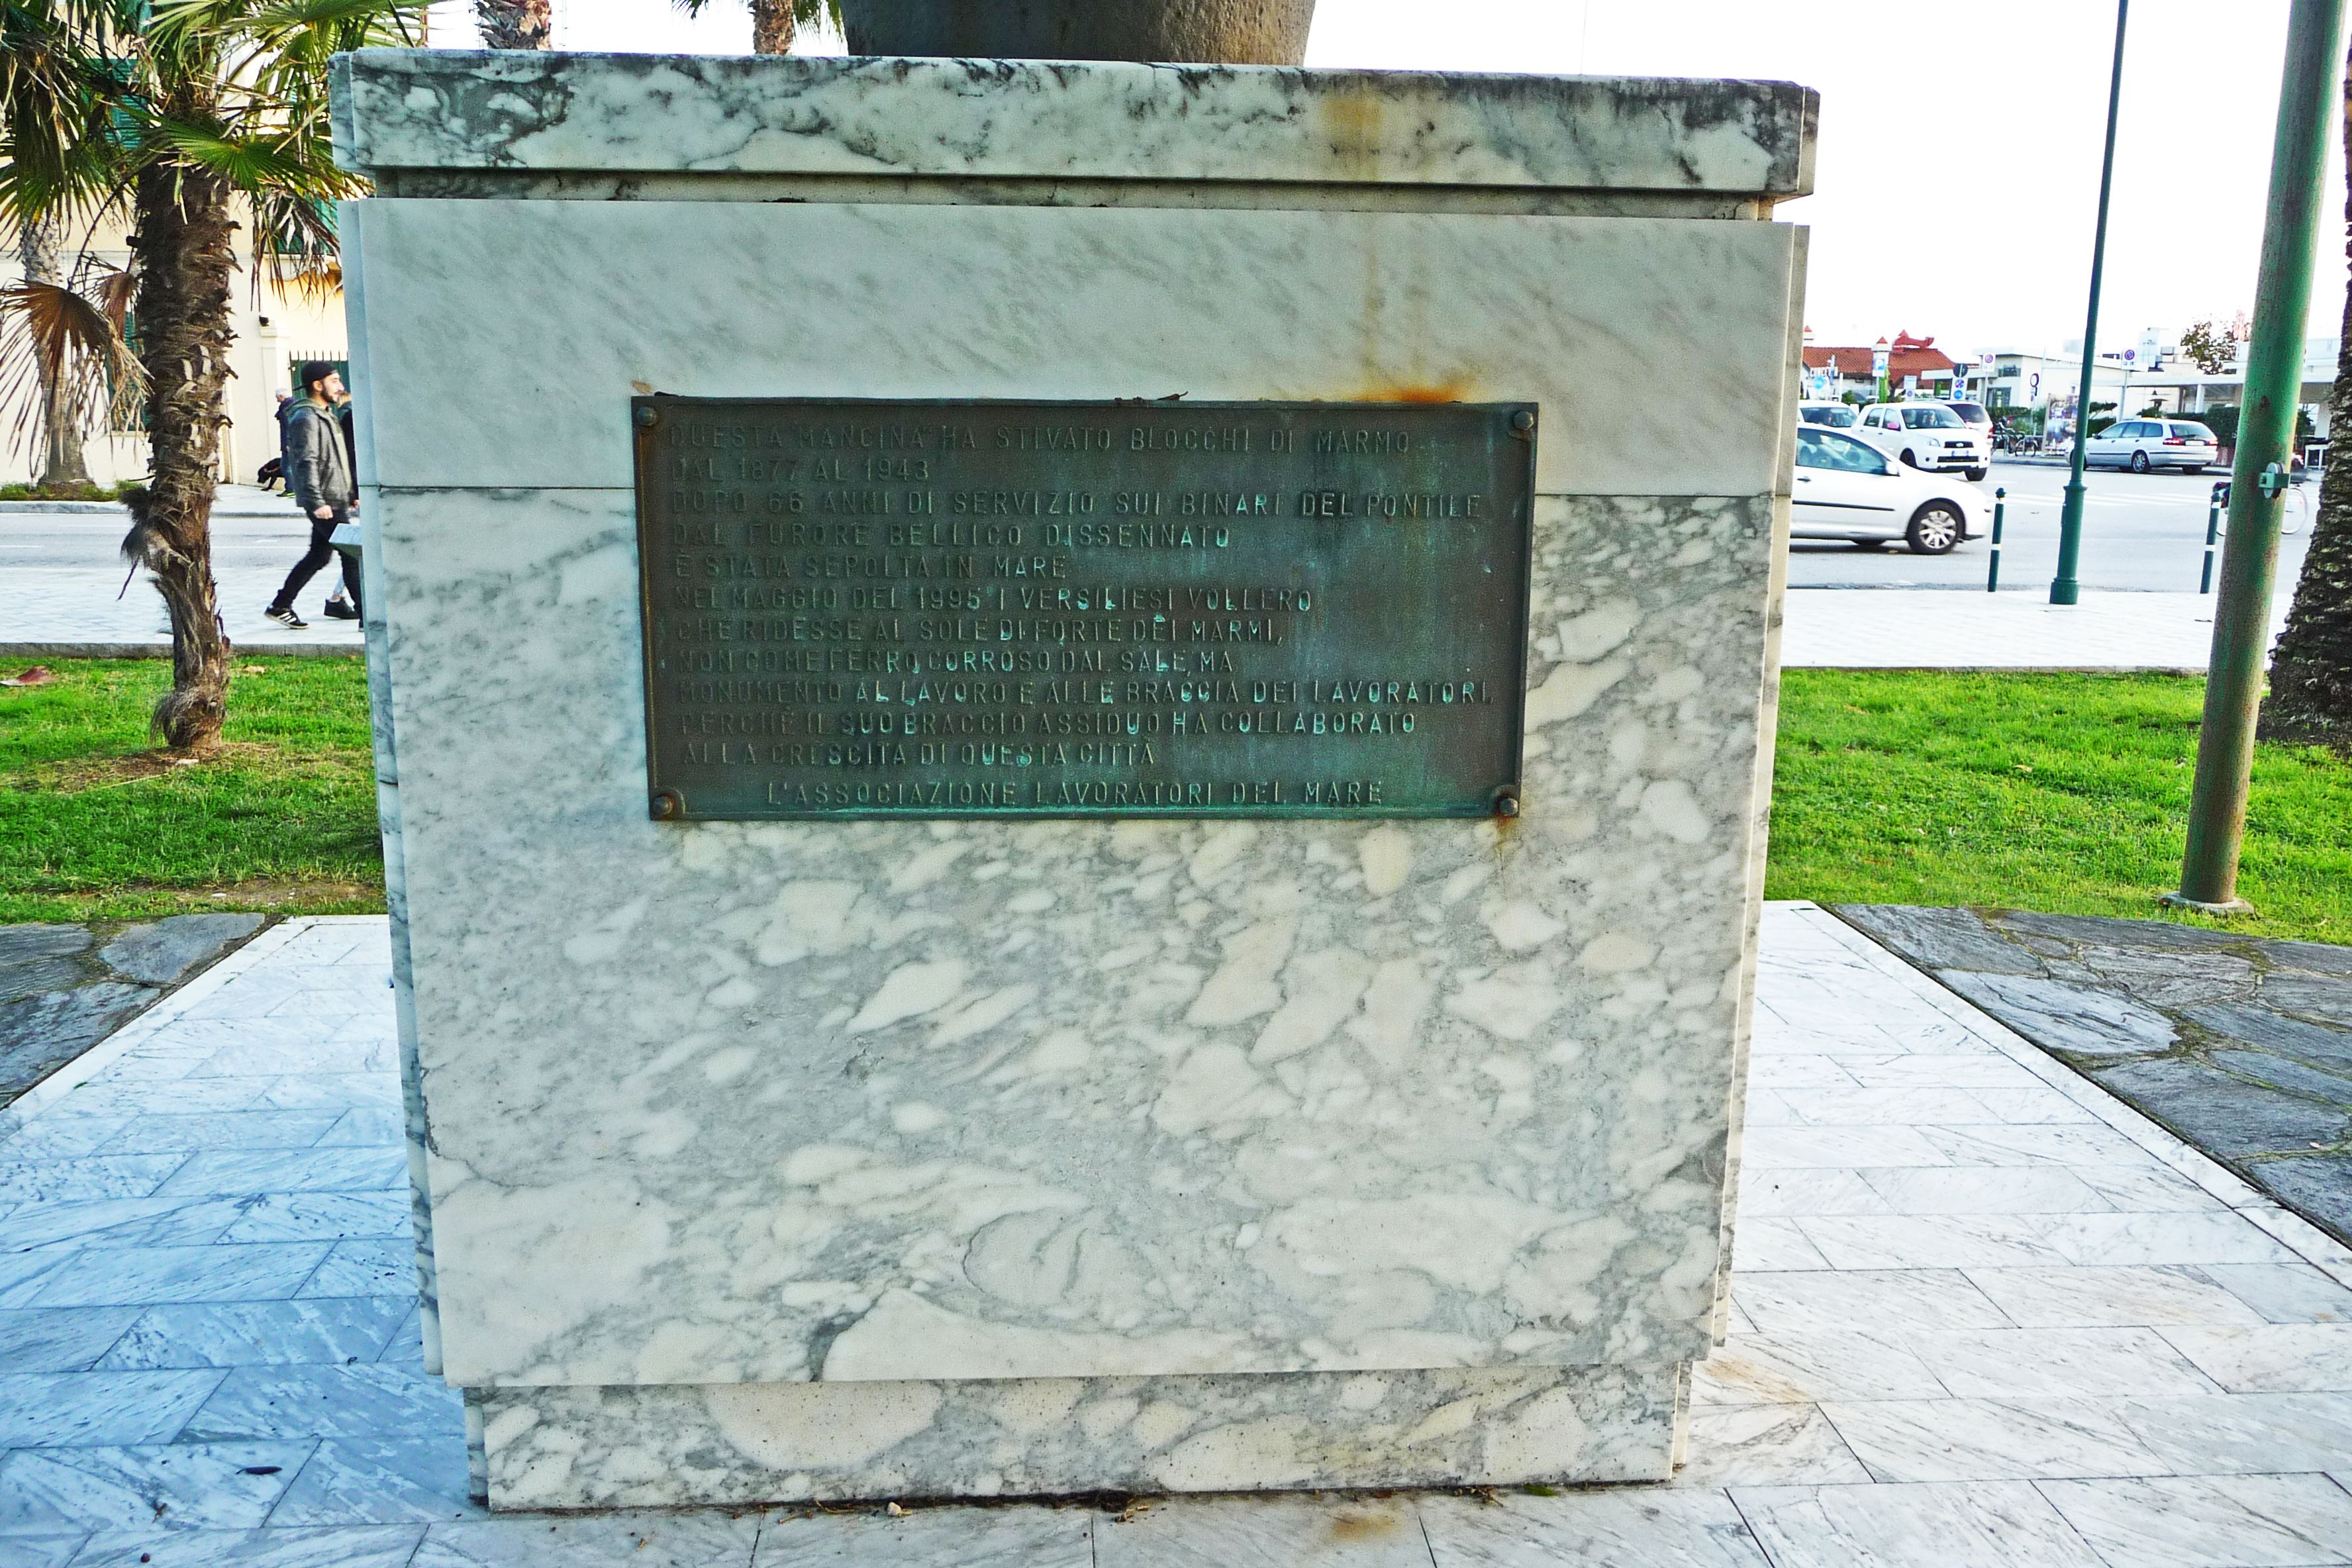 QUESTA MANCINA HA STIVATO BLOCCHI DI MARMO
DAL 1877 AL 1943
DOPO 66 ANNI DI SERVIZIO SUI BINARI DEL PONTILE
DAL FURORE BELLICO DISSENNATO
È STATA SEPOLTA IN MARE
NEL MAGGIO DEL 1995 I VERSILIESI VOLLERO
CHE RIDESSE AL SOLE DI FORTE DEI MARMI,
NON COME FERRO CORROSO DAL SALE, MA
MONUMENTO AL LAVORO E ALLE BRACCIA DEI LAVORATORI,
PERCHÉ IL SUO BRACCIO ASSIDUO HA COLLABORATO
ALLA CRESCITA DI QUESTA CITTÀ
L'ASSOCIAZIONE LAVORATORI DEL MARE